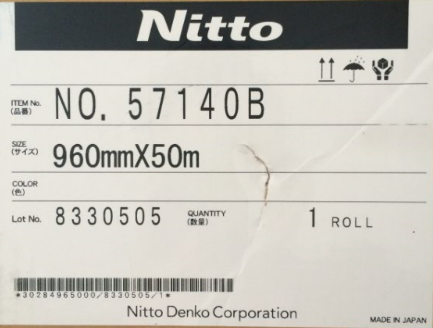 Nitto
ITEM No. NO. 57140B
(品番)
SIZE
(サイズ) 960mmX50m
COLOR
(色)
Lot No. 8330505 QUANTITY
(数量) 1 ROLL
*30284965000/8330505/1*
Nitto Denko Corporation
MADE IN JAPAN